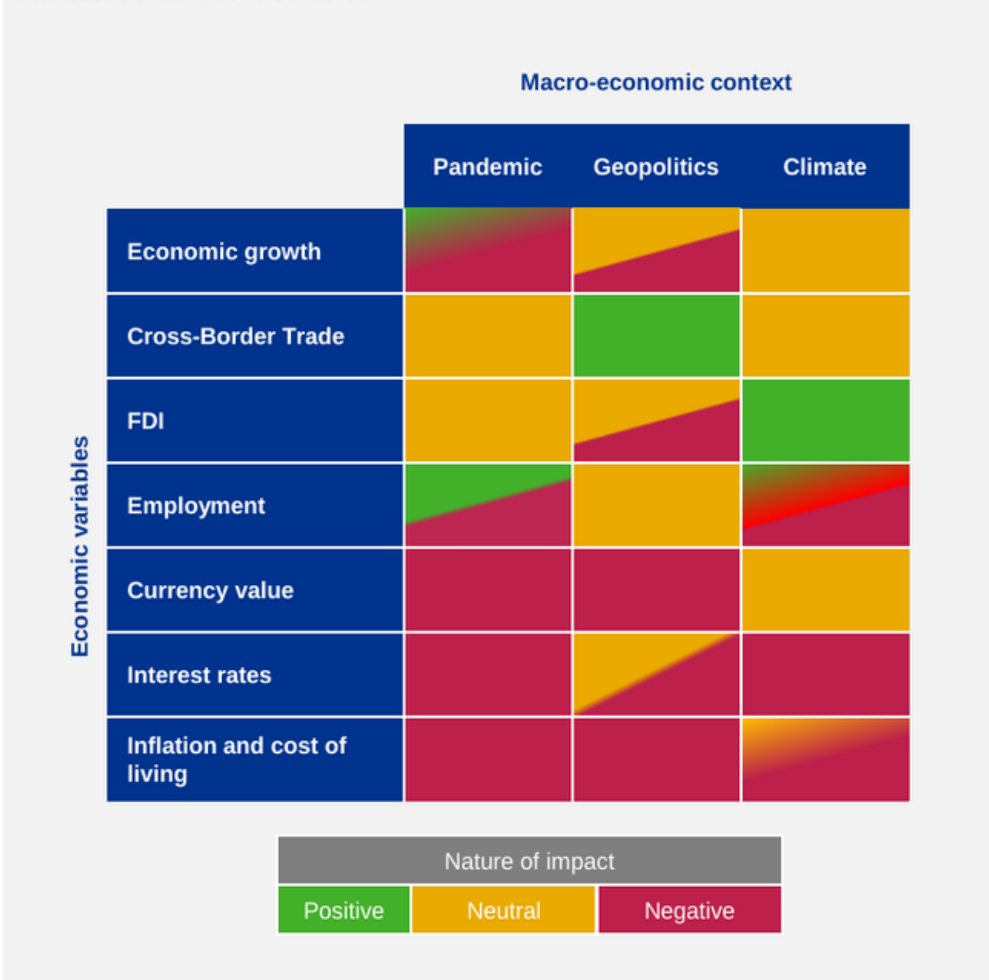 Macro-economic context
Pandemic
Geopolitics
Climate
Economic variables
Economic growth
Cross-Border Trade
FDI
Employment
Currency value
Interest rates
Inflation and cost of
living
Nature of impact
Positive
Neutral
Negative